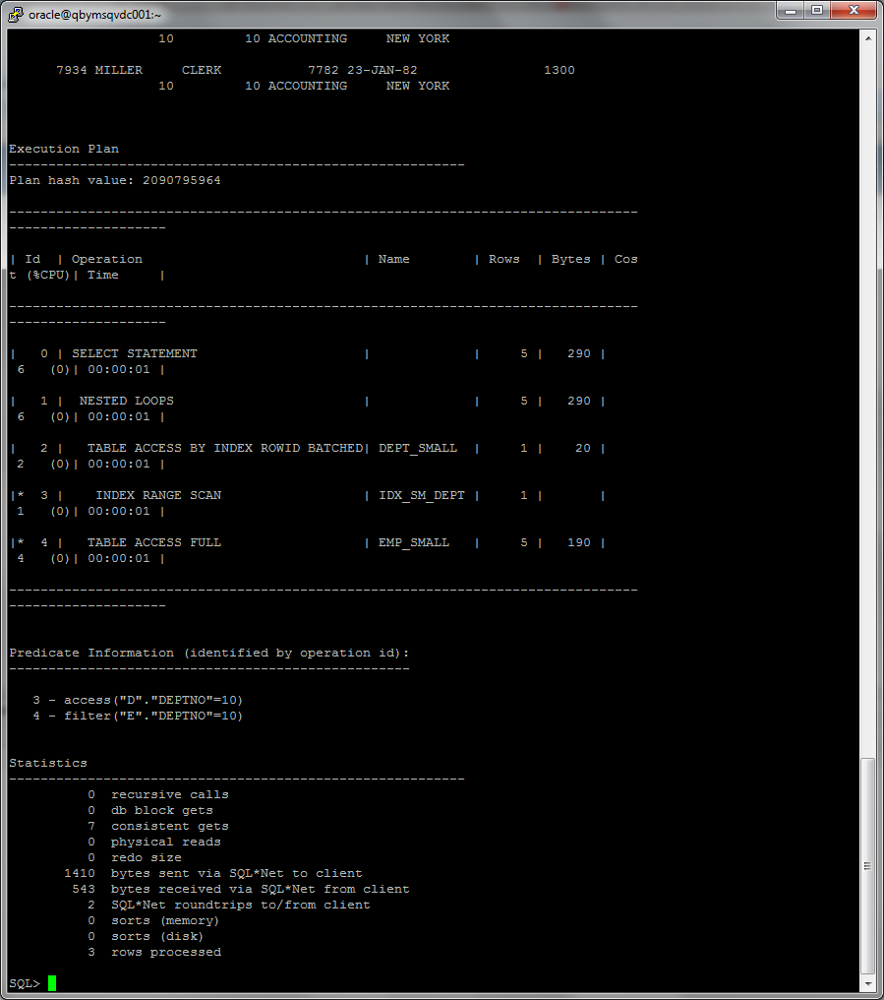 oracle@qbymsqvdc001:~
10 10 ACCOUNTING NEW YORK
7934 MILLER CLERK 7782 23-JAN-82 1300
10 10 ACCOUNTING NEW YORK
Execution Plan
----------------------------------------------------------
Plan hash value: 2090795964
--------------------------------------------------------------------------------
--------------------
| Id | Operation | Name | Rows | Bytes | Cos
t (%CPU)| Time |
--------------------------------------------------------------------------------
--------------------
| 0 | SELECT STATEMENT | | 5 | 290 |
6 (0)| 00:00:01 |
| 1 | NESTED LOOPS | | 5 | 290 |
6 (0)| 00:00:01 |
| 2 | TABLE ACCESS BY INDEX ROWID BATCHED| DEPT_SMALL | 1 | 20 |
2 (0)| 00:00:01 |
|* 3 | INDEX RANGE SCAN | IDX_SM_DEPT | 1 | |
1 (0)| 00:00:01 |
|* 4 | TABLE ACCESS FULL | EMP_SMALL | 5 | 190 |
4 (0)| 00:00:01 |
--------------------------------------------------------------------------------
--------------------
Predicate Information (identified by operation id):
---------------------------------------------------
3 - access("D"."DEPTNO"=10)
4 - filter("E"."DEPTNO"=10)
Statistics
----------------------------------------------------------
0 recursive calls
0 db block gets
7 consistent gets
0 physical reads
0 redo size
1410 bytes sent via SQL*Net to client
543 bytes received via SQL*Net from client
2 SQL*Net roundtrips to/from client
0 sorts (memory)
0 sorts (disk)
3 rows processed
SQL>